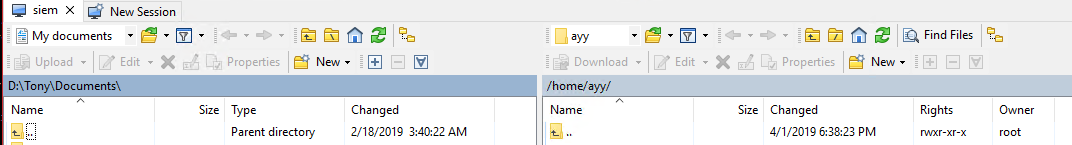 siem New Session
My documents ayy Find Files
Upload Edit Properties New Download Edit Properties New
D:\Tony\Documents\ /home/ayy/
Name Size Type Changed Name Size Changed Rights Owner
.. Parent directory 2/18/2019 3:40:22 AM .. 4/1/2019 6:38:23 PM rwxr-xr-x root